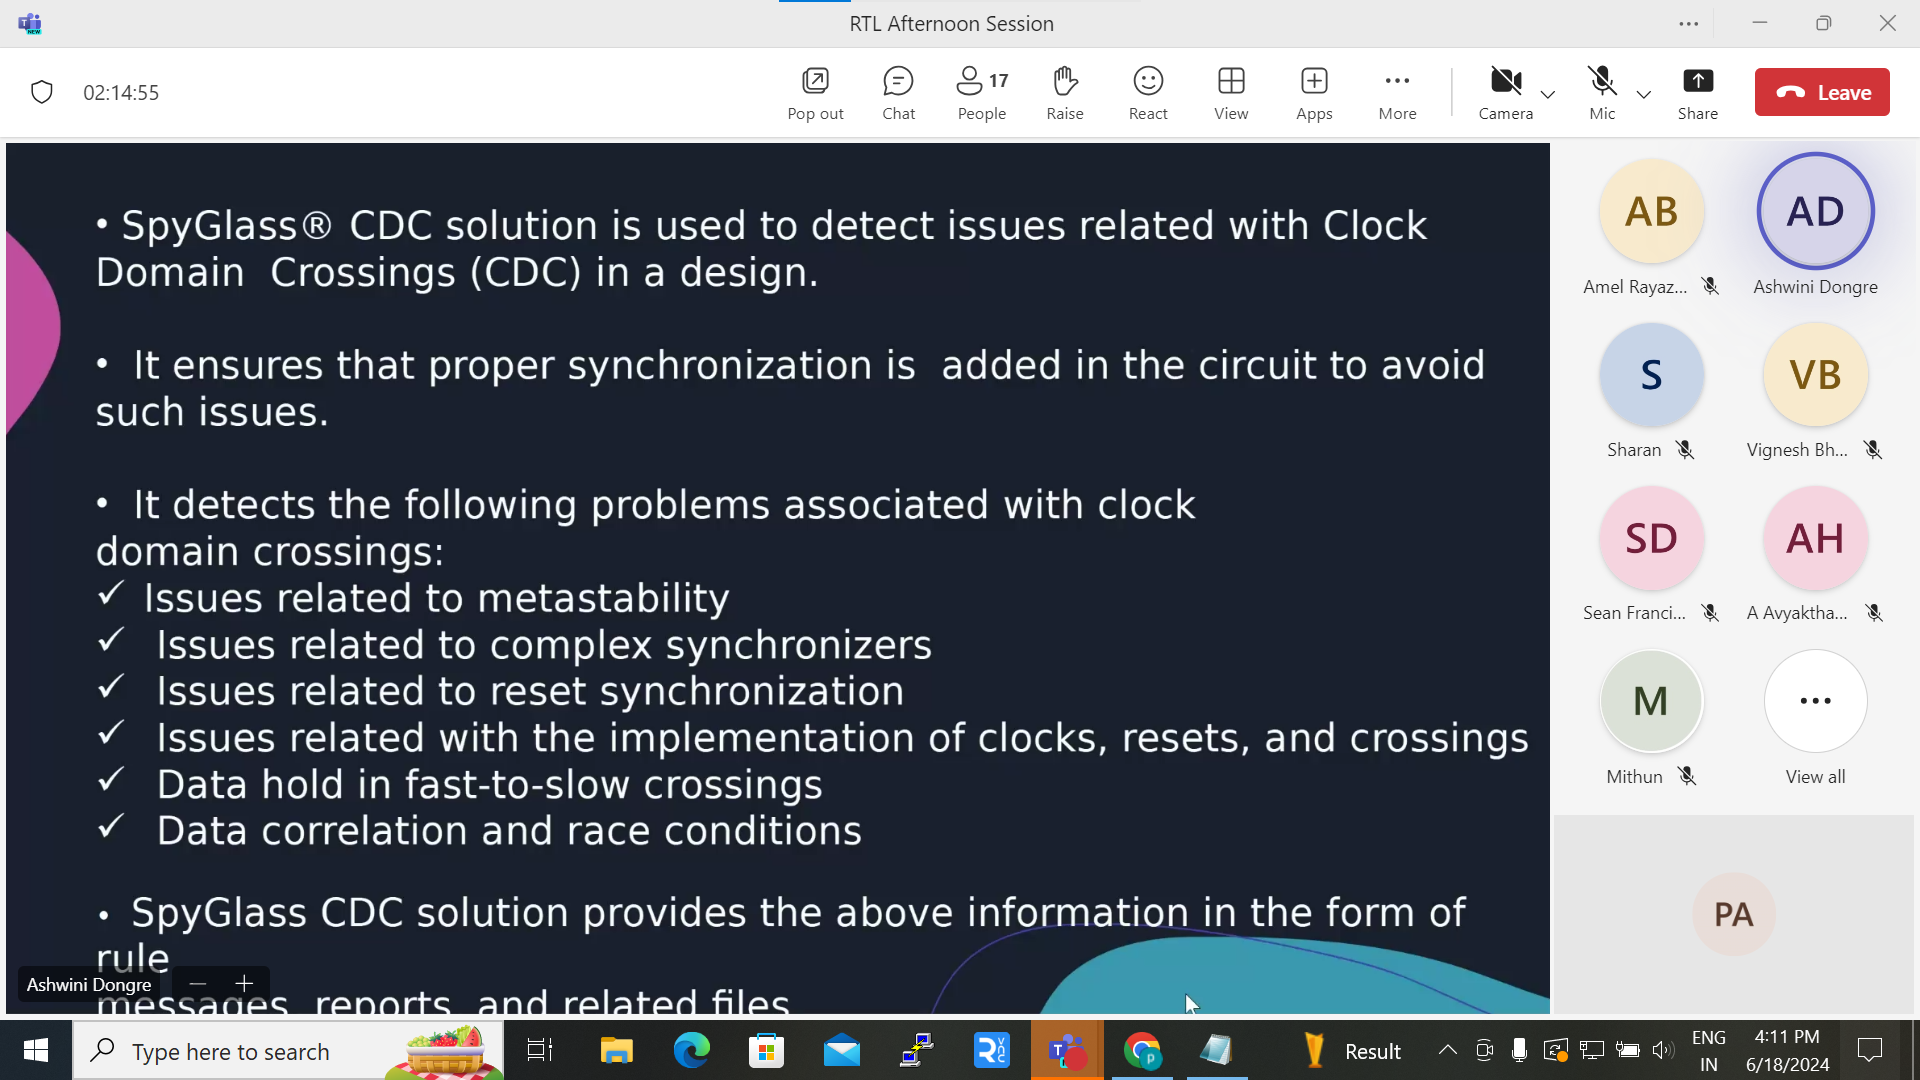 RTL Afternoon Session
NEW
02:14:55
Pop out
Chat
17
People
Raise
React
View
Apps
More
Camera
Mic
Share
Leave
• SpyGlass® CDC solution is used to detect issues related with Clock
Domain Crossings (CDC) in a design.
• It ensures that proper synchronization is added in the circuit to avoid
such issues.
• It detects the following problems associated with clock
domain crossings:
✓ Issues related to metastability
✓ Issues related to complex synchronizers
✓ Issues related to reset synchronization
✓ Issues related with the implementation of clocks, resets, and crossings
✓ Data hold in fast-to-slow crossings
✓ Data correlation and race conditions
• SpyGlass CDC solution provides the above information in the form of
rule
messages, reports, and related files
Ashwini Dongre
AB
Amel Rayaz...
AD
Ashwini Dongre
S
Sharan
VB
Vignesh Bh...
SD
Sean Franci...
AH
A Avyaktha...
M
Mithun
View all
PA
Type here to search
Result
ENG
IN
4:11 PM
6/18/2024